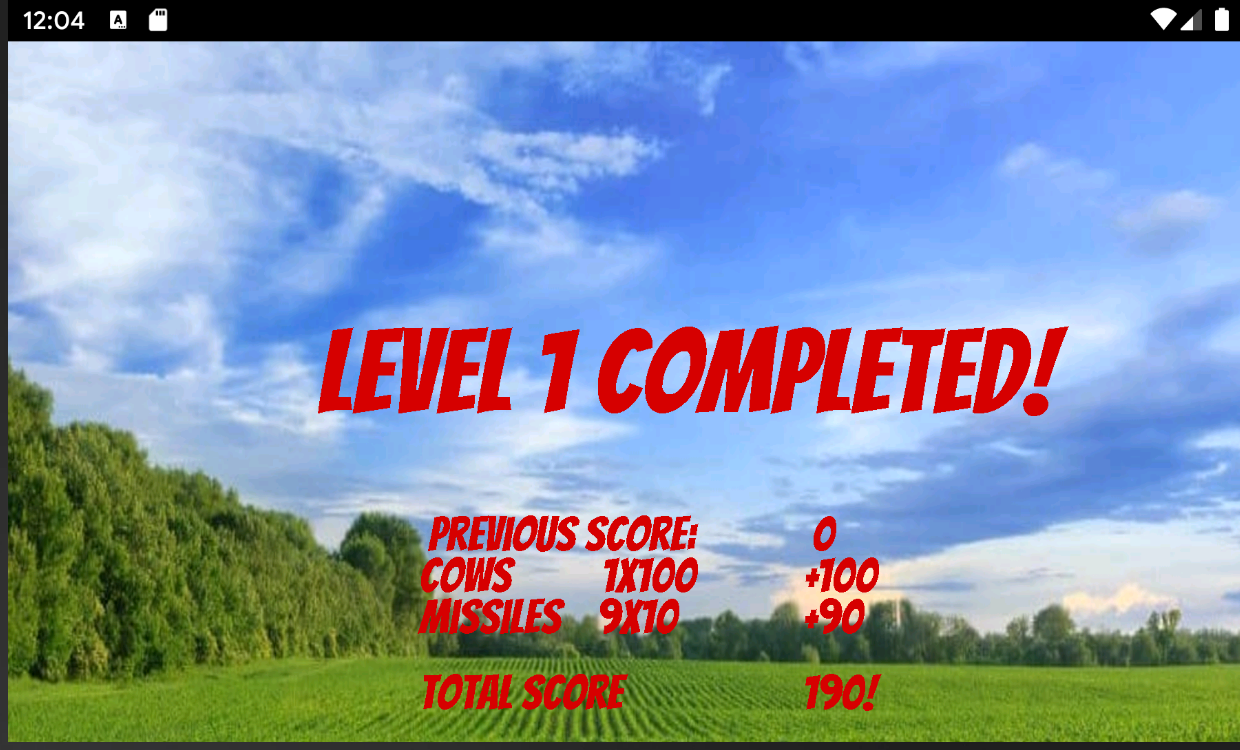 12:04
LEVEL 1 COMPLETED!
PREVIOUS SCORE: 0
COWS 1X100 +100
MISSILES 9X10 +90
TOTAL SCORE 190!